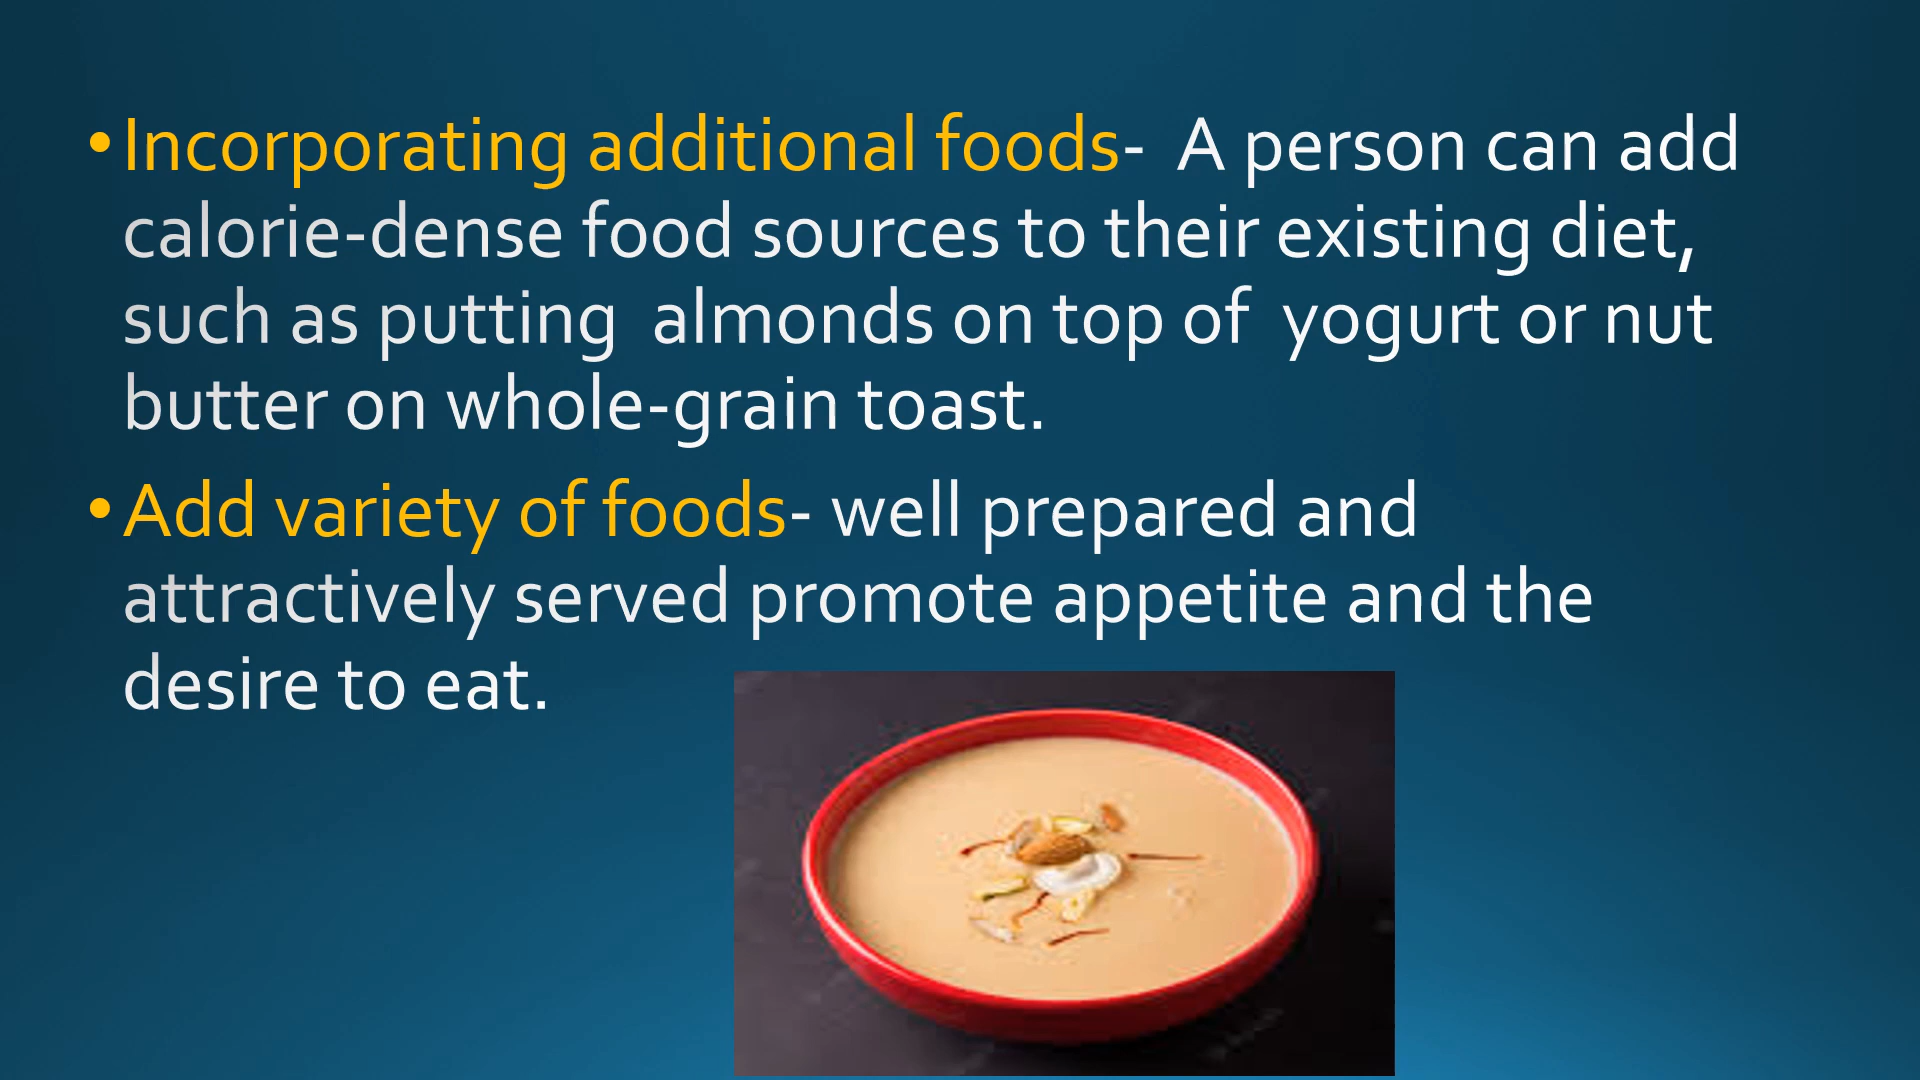 •Incorporating additional foods-  A person can add
calorie-dense food sources to their existing diet,
such as putting  almonds on top of  yogurt or nut
butter on whole-grain toast.
•Add variety of foods- well prepared and
attractively served promote appetite and the
desire to eat.